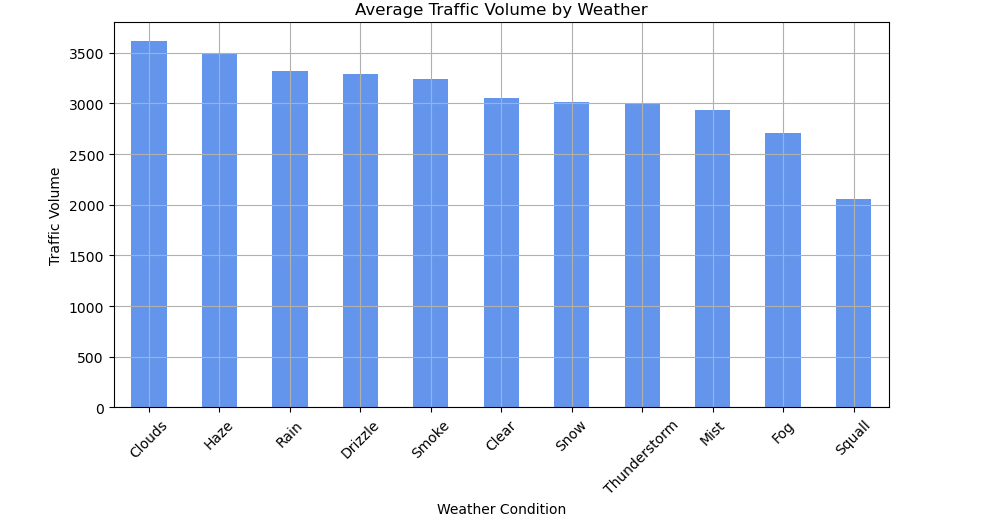 Average Traffic Volume by Weather
Traffic Volume
3500
3000
2500
2000
1500
1000
500
0
Clouds
Haze
Rain
Drizzle
Smoke
Clear
Snow
Thunderstorm
Mist
Fog
Squall
Weather Condition